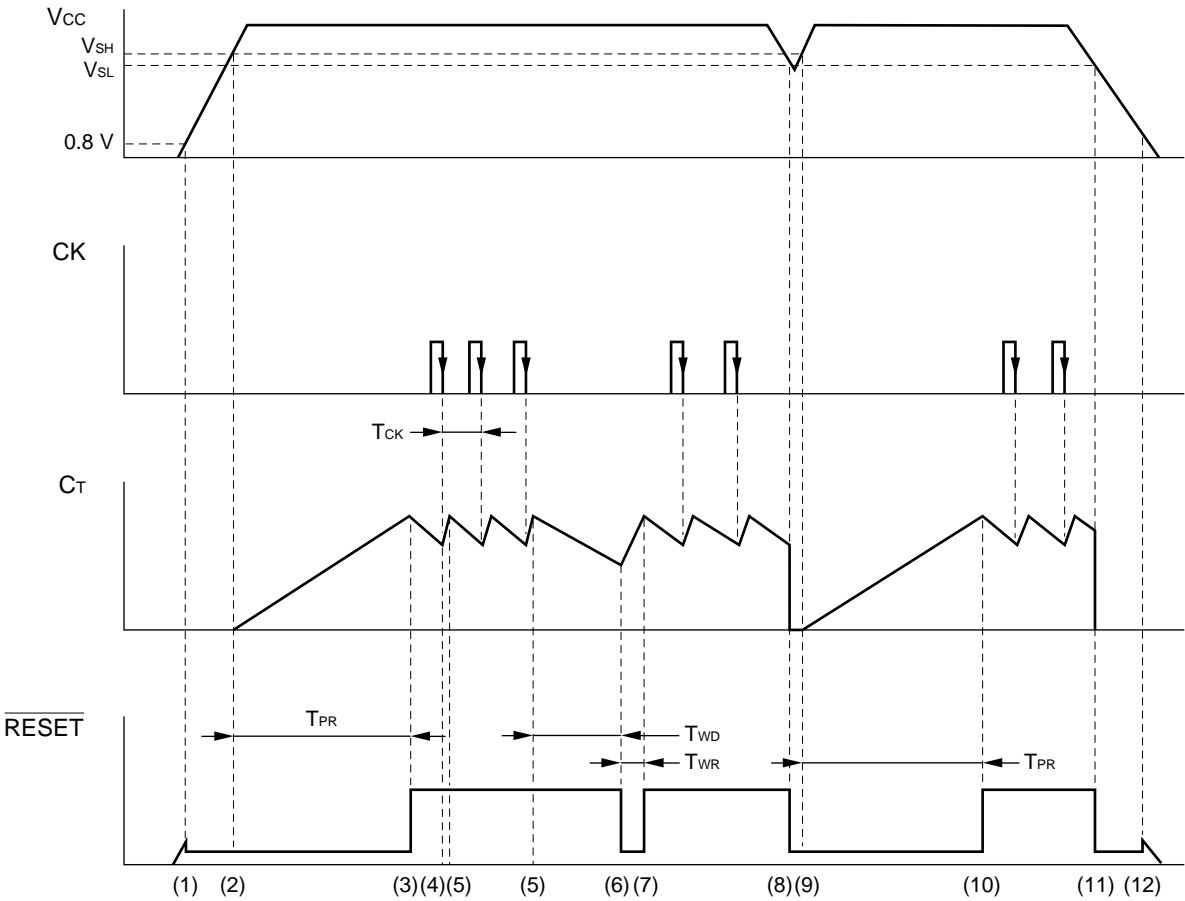 VCC
VSH
VSL
0.8 V
CK
TCK
CT
RESET
TPR
TWD
TWR
TPR
(1) (2) (3) (4) (5) (5) (6) (7) (8) (9) (10) (11) (12)